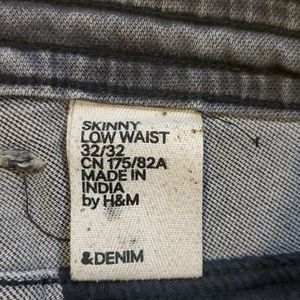 SKINNY
LOW WAIST
32/32
CN 175/82A
MADE IN
INDIA
by H&M
&DENIM